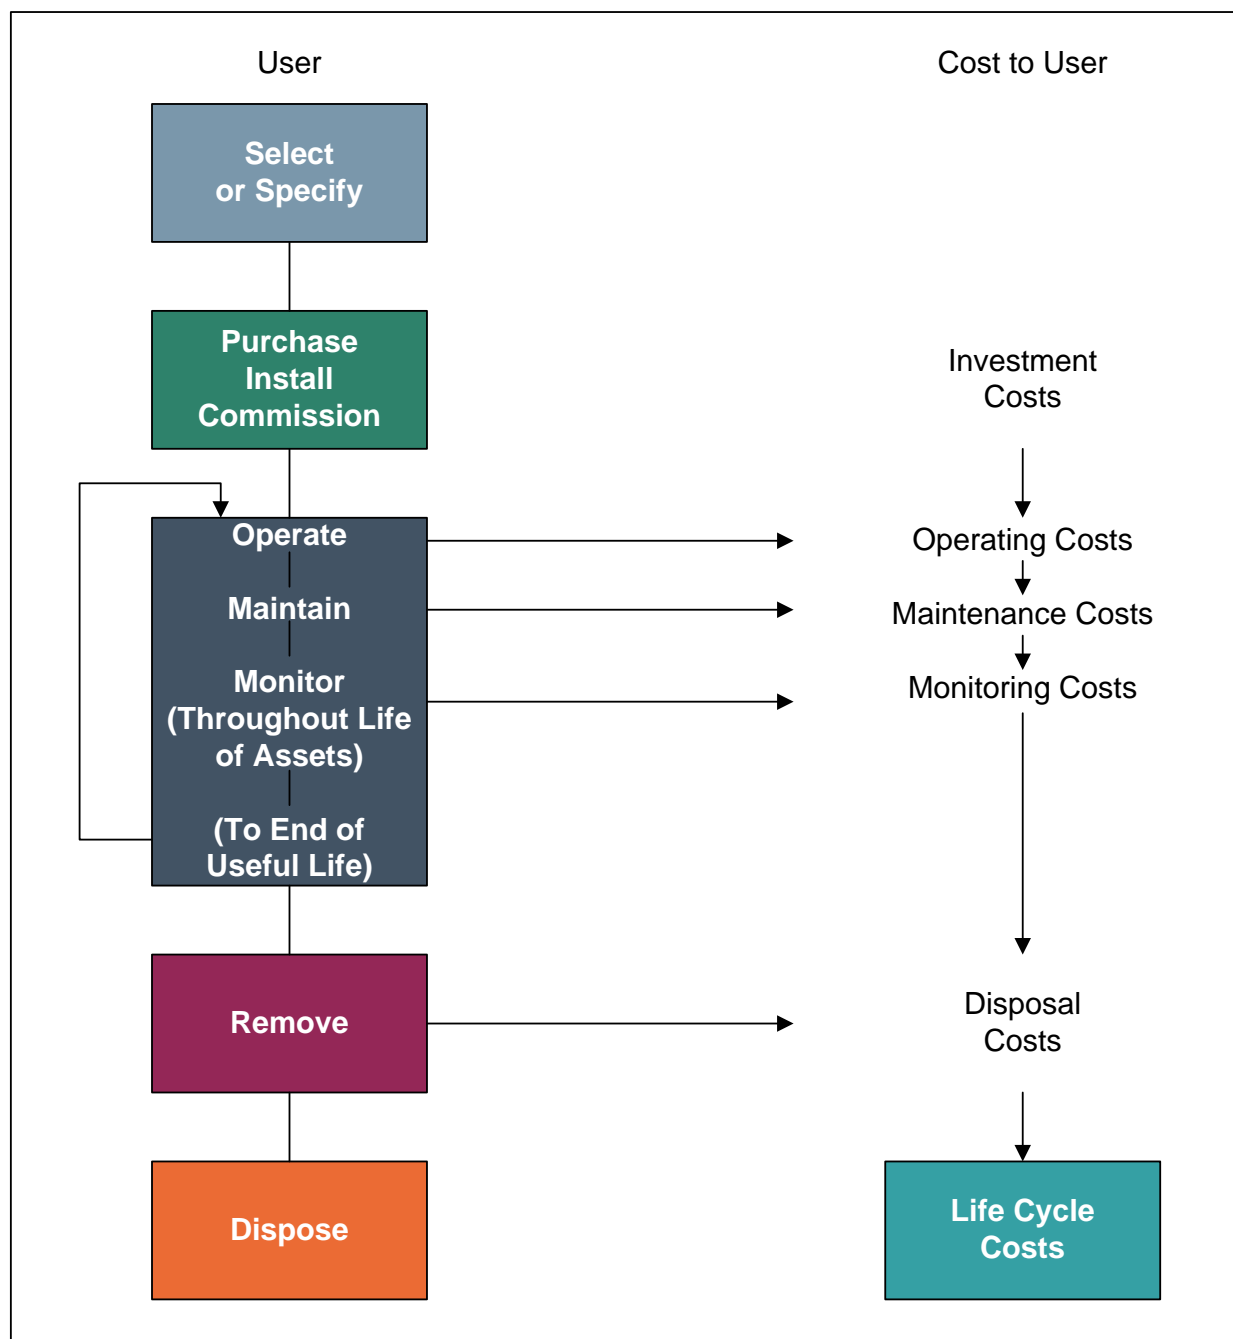 User
Cost to User
Select
or Specify
Purchase
Install
Commission
Investment
Costs
Operate
Operating Costs
Maintain
Maintenance Costs
Monitor
(Throughout Life
of Assets)
Monitoring Costs
(To End of
Useful Life)
Remove
Disposal
Costs
Dispose
Life Cycle
Costs